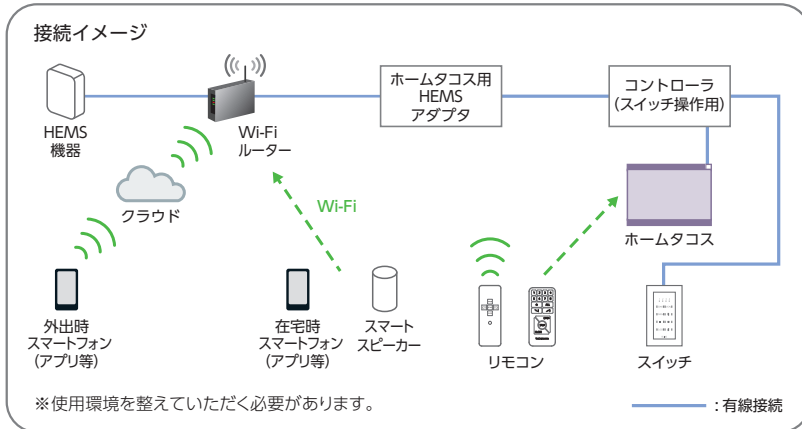 接続イメージ
ホームタコス用
HEMS
アダプタ
コントローラ
(スイッチ操作用)
HEMS
機器
Wi-Fi
ルーター
クラウド
Wi-Fi
ホームタコス
外出時
スマートフォン
(アプリ等)
在宅時
スマートフォン
(アプリ等)
スマート
スピーカー
リモコン
スイッチ
※使用環境を整えていただく必要があります。
：有線接続